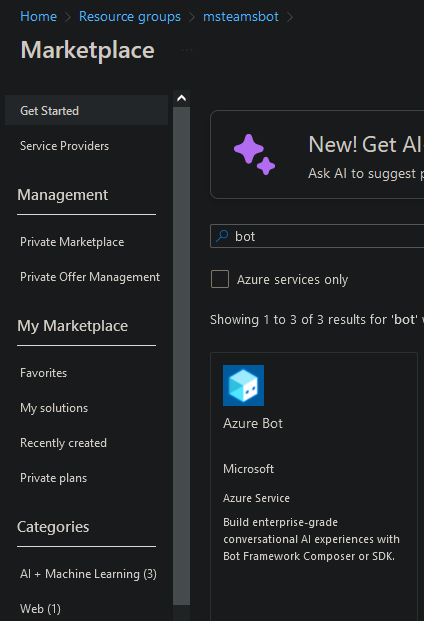 Home > Resource groups > msteamsbot >
Marketplace ...
Get Started
Service Providers
Management
Private Marketplace
Private Offer Management
My Marketplace
Favorites
My solutions
Recently created
Private plans
Categories
AI + Machine Learning (3)
Web (1)
New! Get AI
Ask AI to suggest
bot
Azure services only
Showing 1 to 3 of 3 results for 'bot'
Azure Bot
Microsoft
Azure Service
Build enterprise-grade
conversational AI experiences with
Bot Framework Composer or SDK.